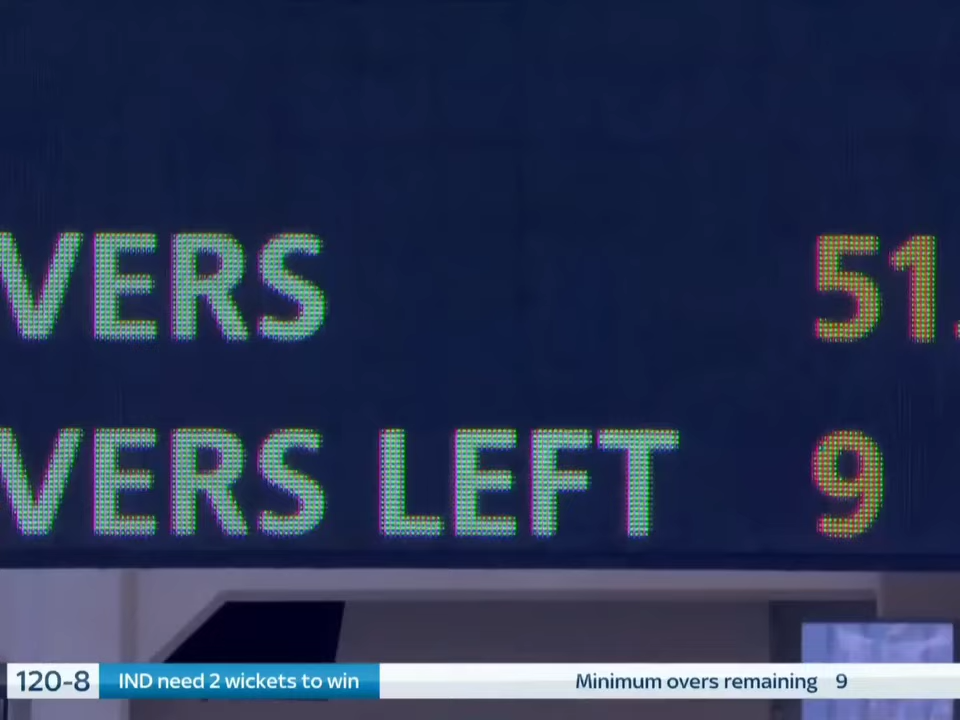 VERS 51.
VERS LEFT 9
120-8 IND need 2 wickets to win Minimum overs remaining 9